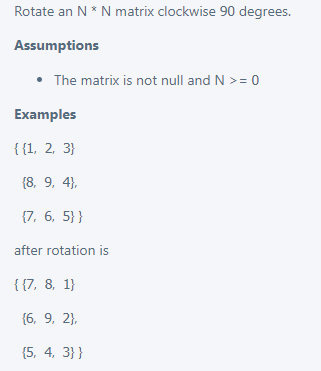 Rotate an N * N matrix clockwise 90 degrees.
Assumptions
• The matrix is not null and N >= 0
Examples
{ {1, 2, 3}
{8, 9, 4},
{7, 6, 5} }
after rotation is
{ {7, 8, 1}
{6, 9, 2},
{5, 4, 3} }